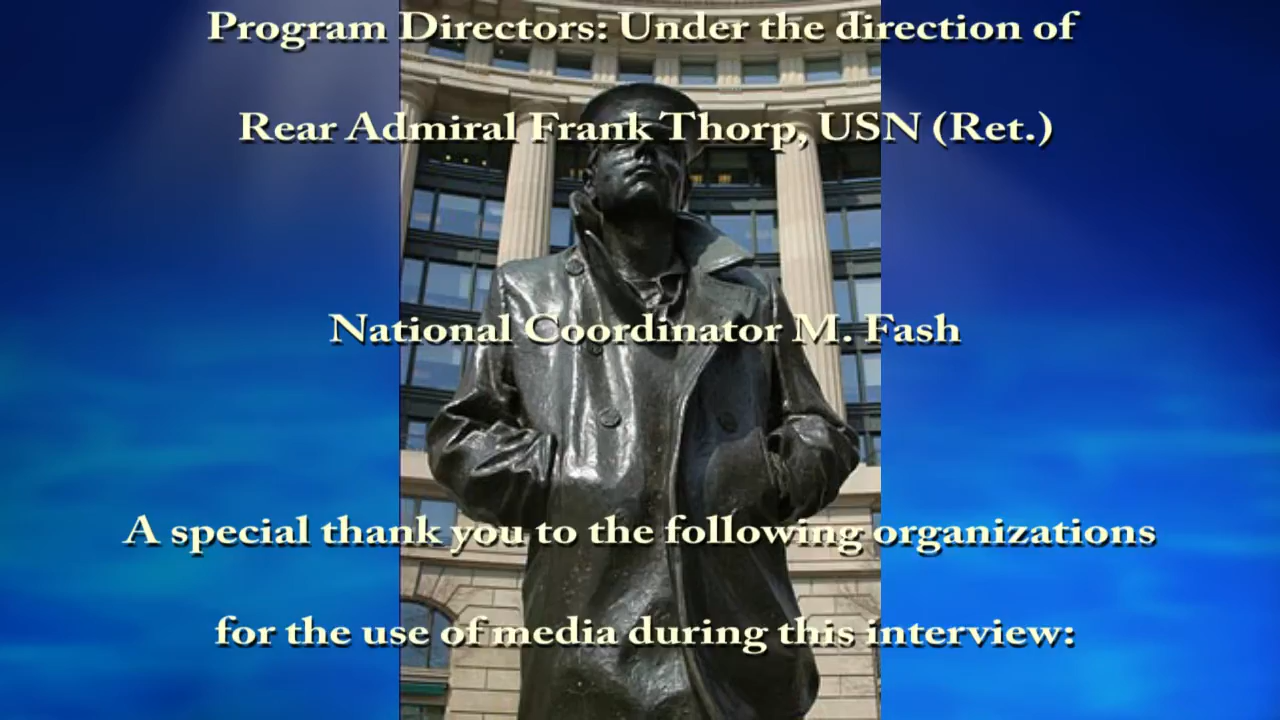 Program Directors: Under the direction of
Rear Admiral Frank Thorp, USN (Ret.)
National Coordinator M. Fash
A special thank you to the following organizations
for the use of media during this interview: